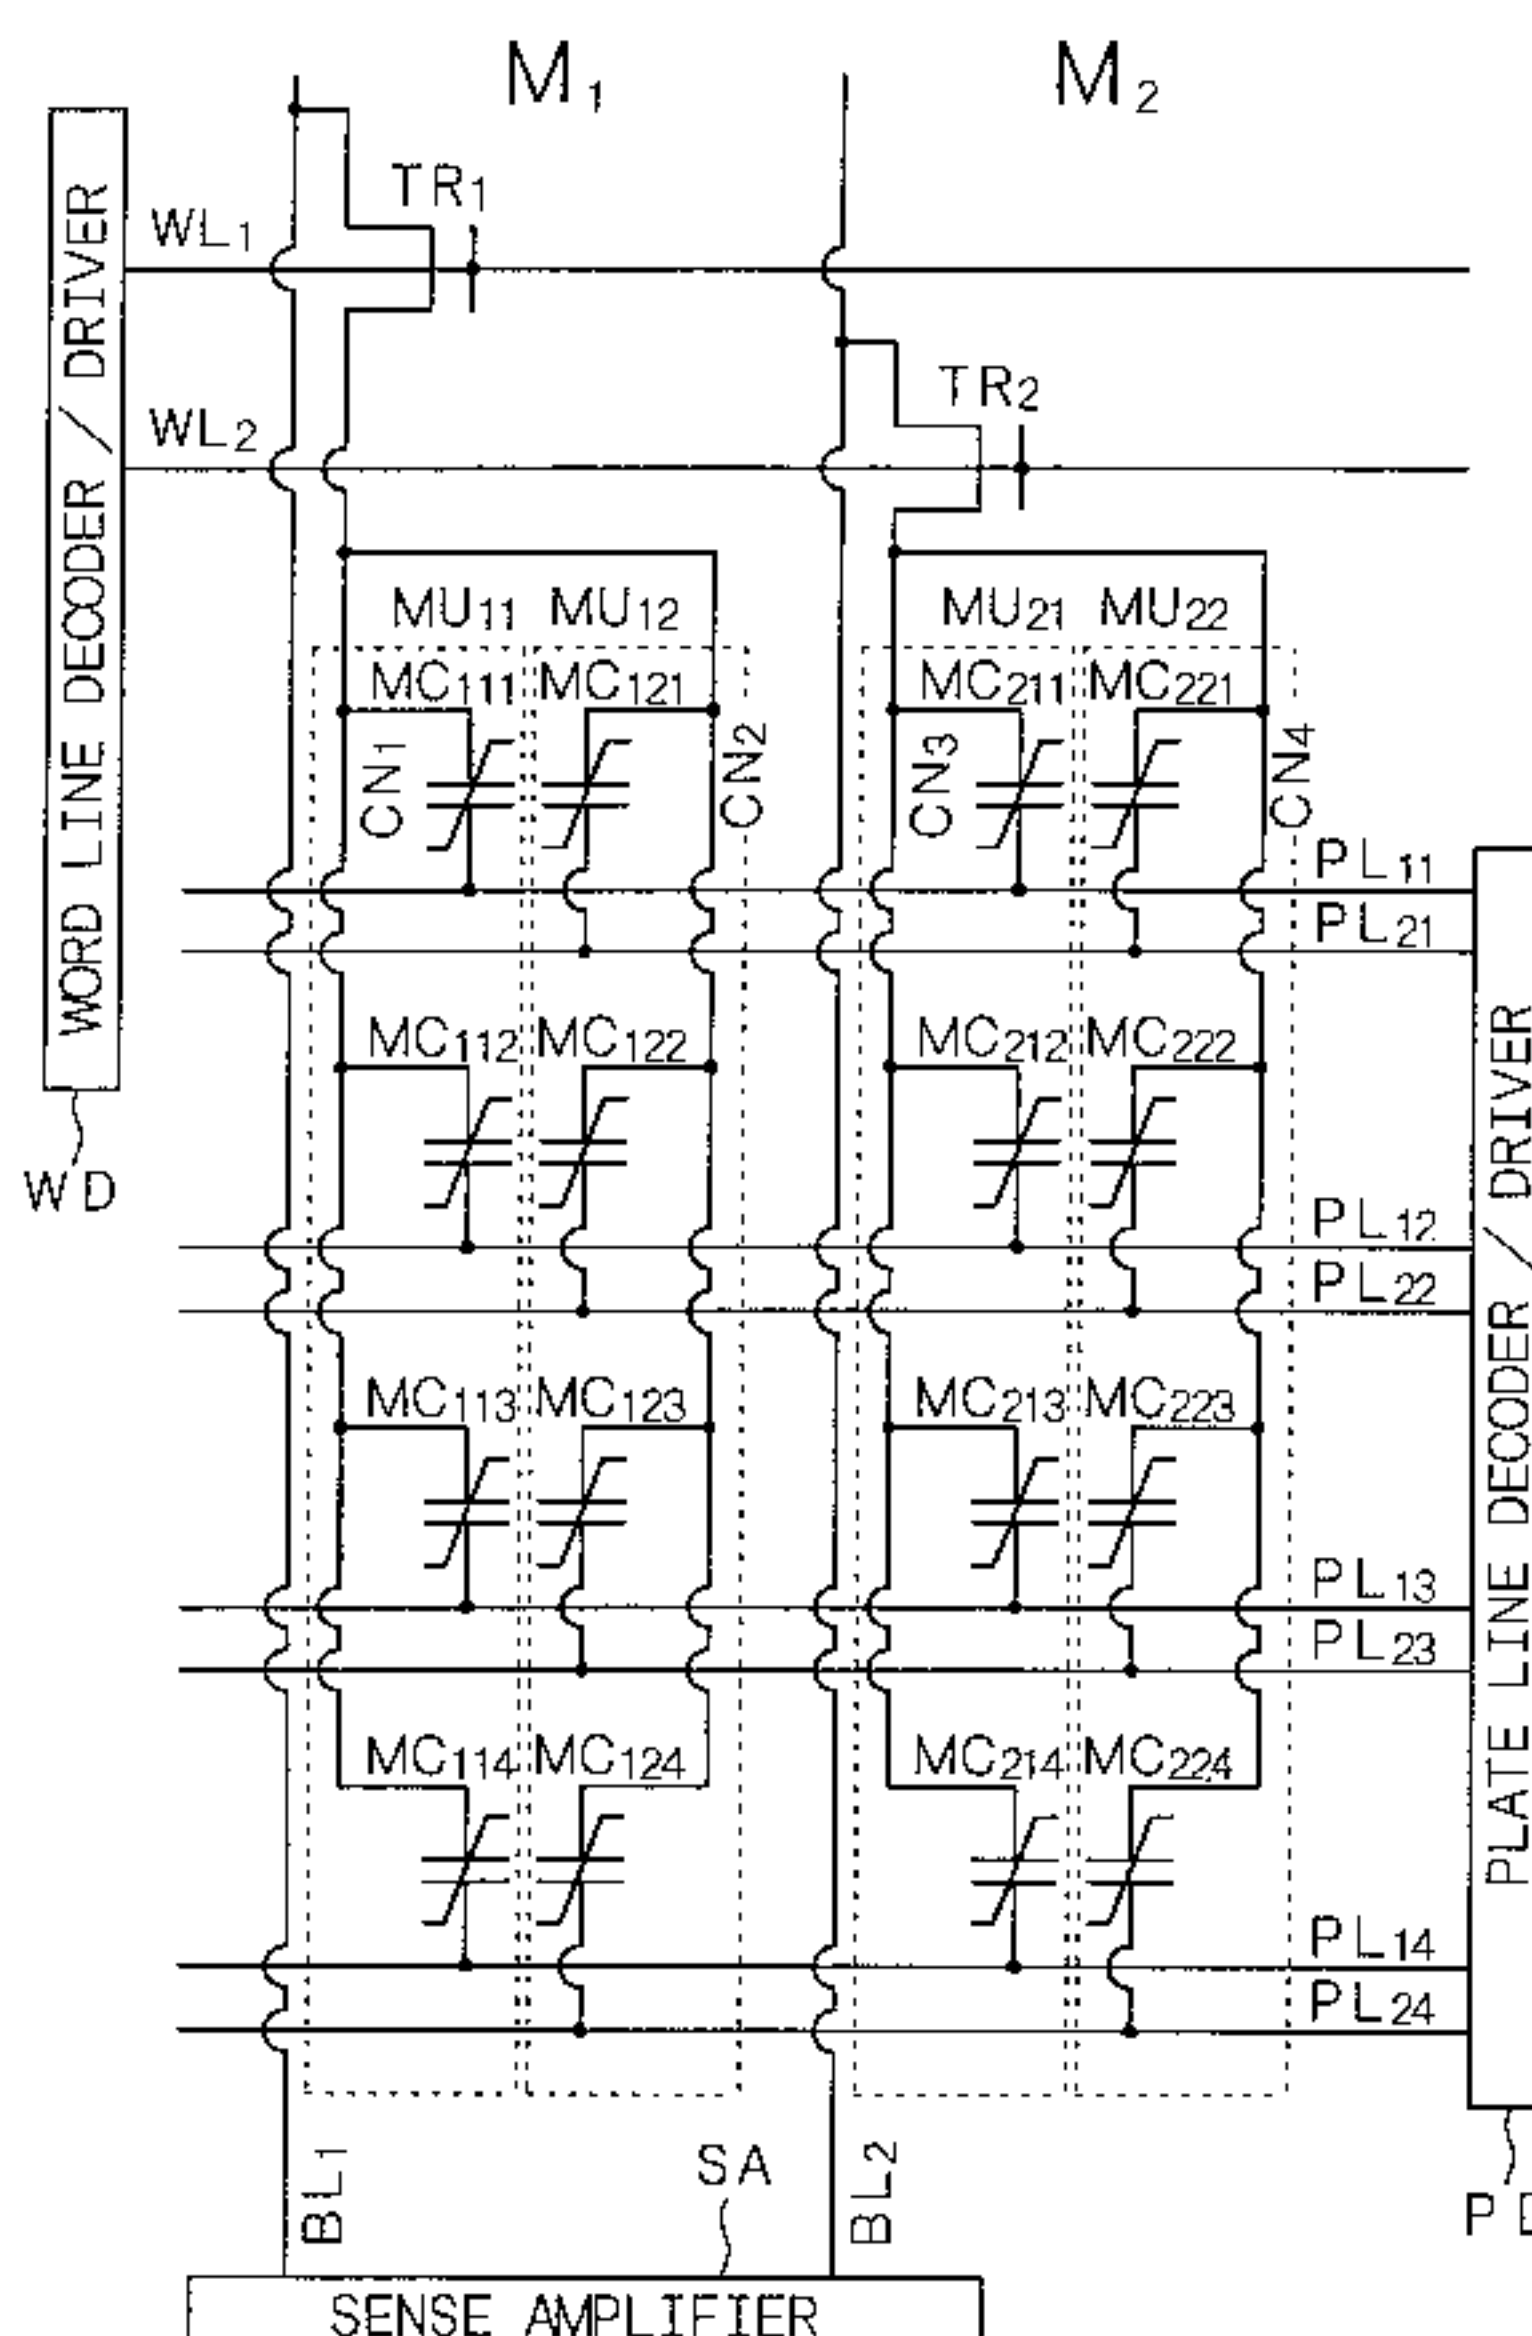 M1 M2
TR1
WL1
TR2
WL2
WORD LINE DECODER / DRIVER
WD
MU11 MU12 MU21 MU22
MC111 MC121 MC211 MC221
CN1 CN2 CN3 CN4
PL11
PL21
MC112 MC122 MC212 MC222
PL12
PL22
MC113 MC123 MC213 MC223
PL13
PL23
MC114 MC124 MC214 MC224
PL14
PL24
PLATE LINE DECODER / DRIVER
BL1
SA
BL2
SENSE AMPLIFIER